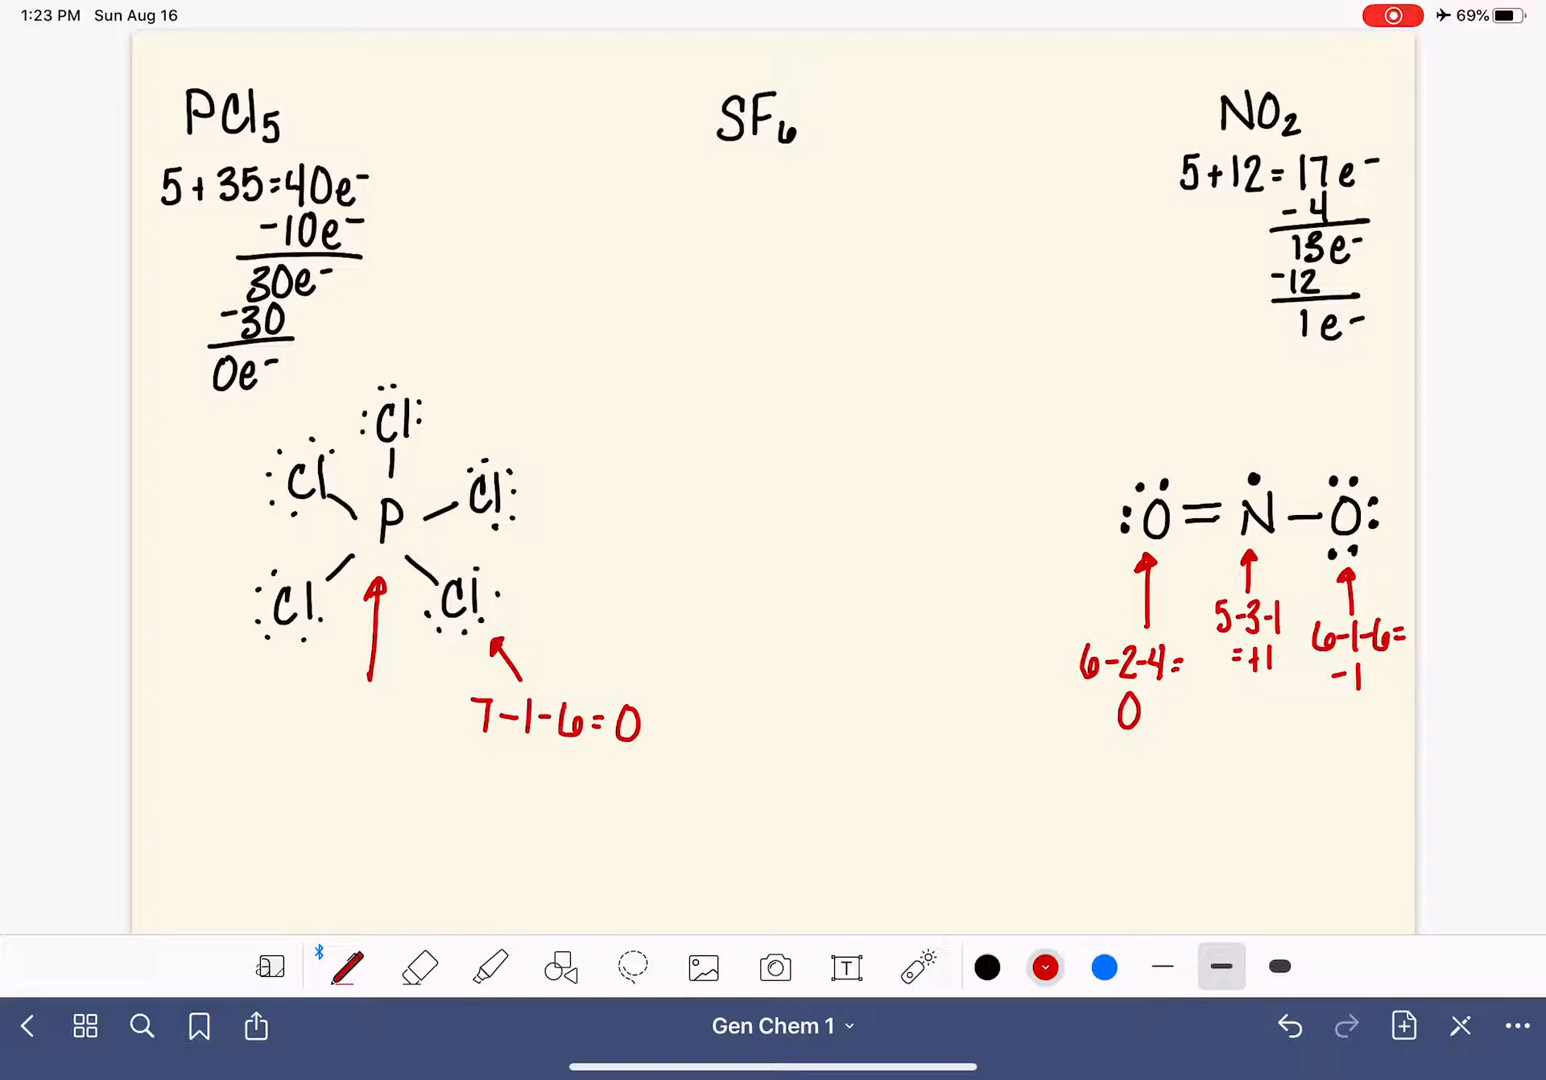 1:23 PM Sun Aug 16
69%
PCl₅
5+35=40e⁻
-10e⁻
30e⁻
-30
0e⁻
SF₆
NO₂
5+12=17e⁻
-4
13e⁻
-12
1e⁻
Cl
Cl
Cl
P
Cl
Cl
7-1-6=0
O=N-O
5-3-1
=+1
6-1-6=
-1
6-2-4=
0
T
Gen Chem 1